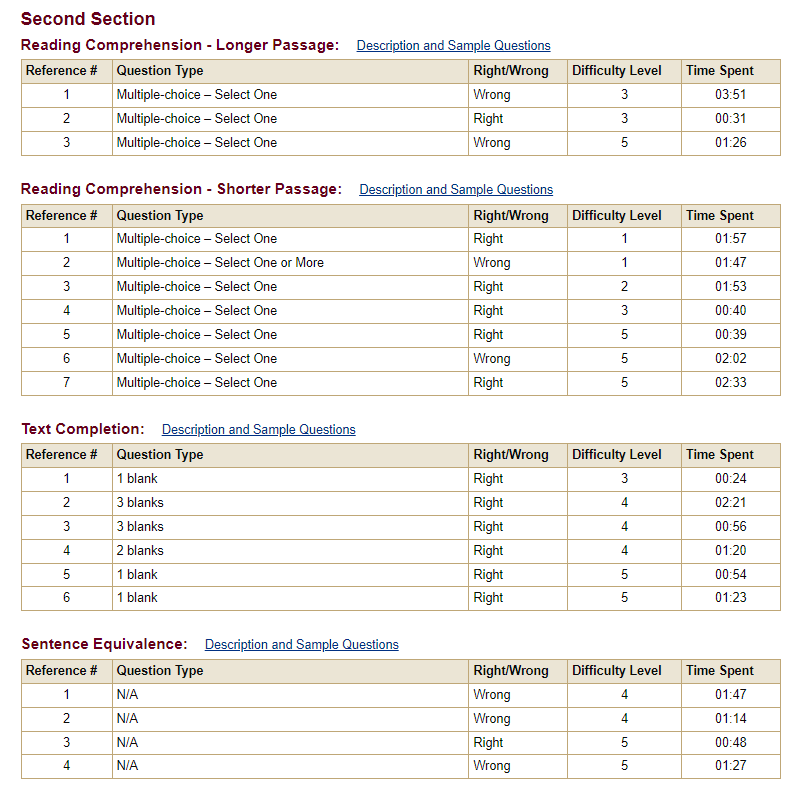 Second Section
Reading Comprehension - Longer Passage: Description and Sample Questions
Reference # Question Type Right/Wrong Difficulty Level Time Spent
1 Multiple-choice – Select One Wrong 3 03:51
2 Multiple-choice – Select One Right 3 00:31
3 Multiple-choice – Select One Wrong 5 01:26
Reading Comprehension - Shorter Passage: Description and Sample Questions
Reference # Question Type Right/Wrong Difficulty Level Time Spent
1 Multiple-choice – Select One Right 1 01:57
2 Multiple-choice – Select One or More Wrong 1 01:47
3 Multiple-choice – Select One Right 2 01:53
4 Multiple-choice – Select One Right 3 00:40
5 Multiple-choice – Select One Right 5 00:39
6 Multiple-choice – Select One Wrong 5 02:02
7 Multiple-choice – Select One Right 5 02:33
Text Completion: Description and Sample Questions
Reference # Question Type Right/Wrong Difficulty Level Time Spent
1 1 blank Right 3 00:24
2 3 blanks Right 4 02:21
3 3 blanks Right 4 00:56
4 2 blanks Right 4 01:20
5 1 blank Right 5 00:54
6 1 blank Right 5 01:23
Sentence Equivalence: Description and Sample Questions
Reference # Question Type Right/Wrong Difficulty Level Time Spent
1 N/A Wrong 4 01:47
2 N/A Wrong 4 01:14
3 N/A Right 5 00:48
4 N/A Wrong 5 01:27